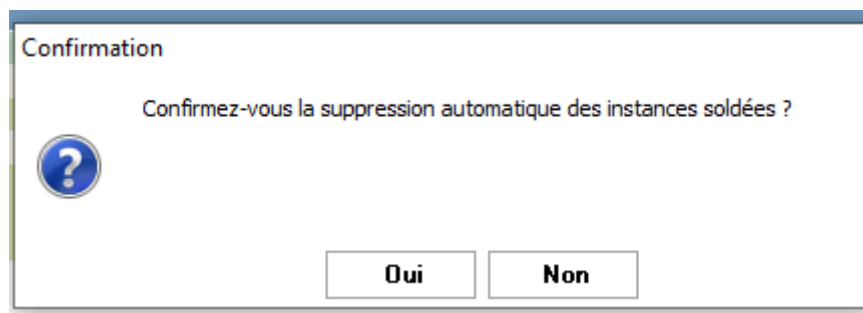 Confirmation
Confirmez-vous la suppression automatique des instances soldées ?
Oui Non